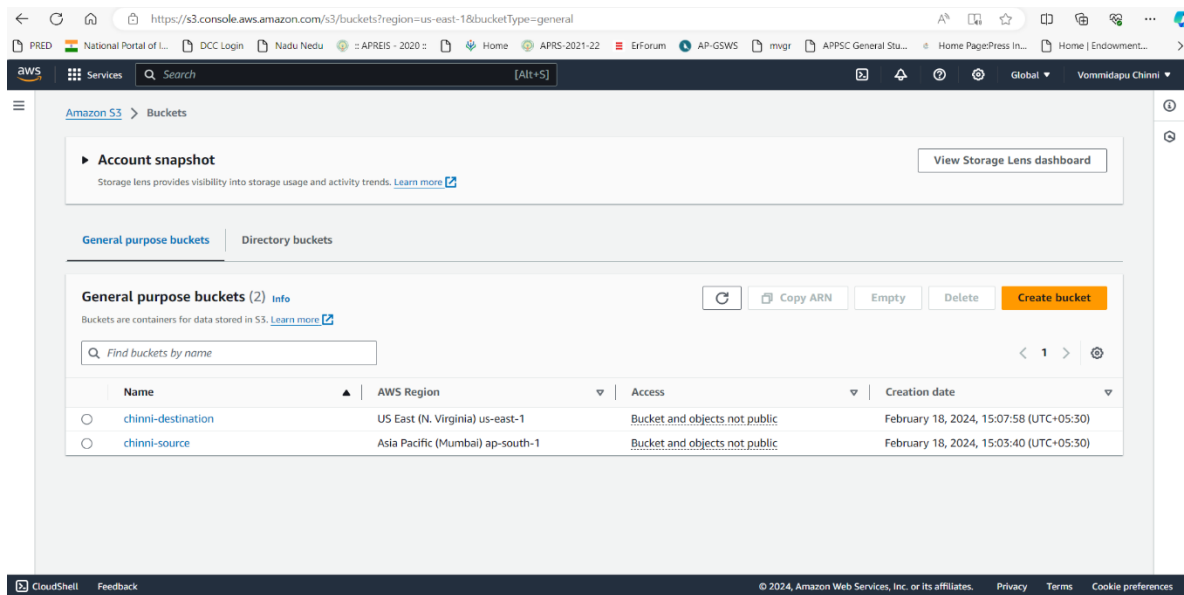 https://s3.console.aws.amazon.com/s3/buckets?region=us-east-1&bucketType=general
PRED National Portal of I... DCC Login Nadu Nedu :: APREIS - 2020 :: Home APRS-2021-22 ErForum AP-GSWS mvgr APPSC General Stu... Home Page:Press In... Home | Endowment...
aws Services Search [Alt+S] Global Vommidapu Chinni
Amazon S3 > Buckets
Account snapshot View Storage Lens dashboard
Storage lens provides visibility into storage usage and activity trends. Learn more
General purpose buckets Directory buckets
General purpose buckets (2) Info Copy ARN Empty Delete Create bucket
Buckets are containers for data stored in S3. Learn more
Find buckets by name 1
Name AWS Region Access Creation date
chinni-destination US East (N. Virginia) us-east-1 Bucket and objects not public February 18, 2024, 15:07:58 (UTC+05:30)
chinni-source Asia Pacific (Mumbai) ap-south-1 Bucket and objects not public February 18, 2024, 15:03:40 (UTC+05:30)
CloudShell Feedback © 2024, Amazon Web Services, Inc. or its affiliates. Privacy Terms Cookie preferences